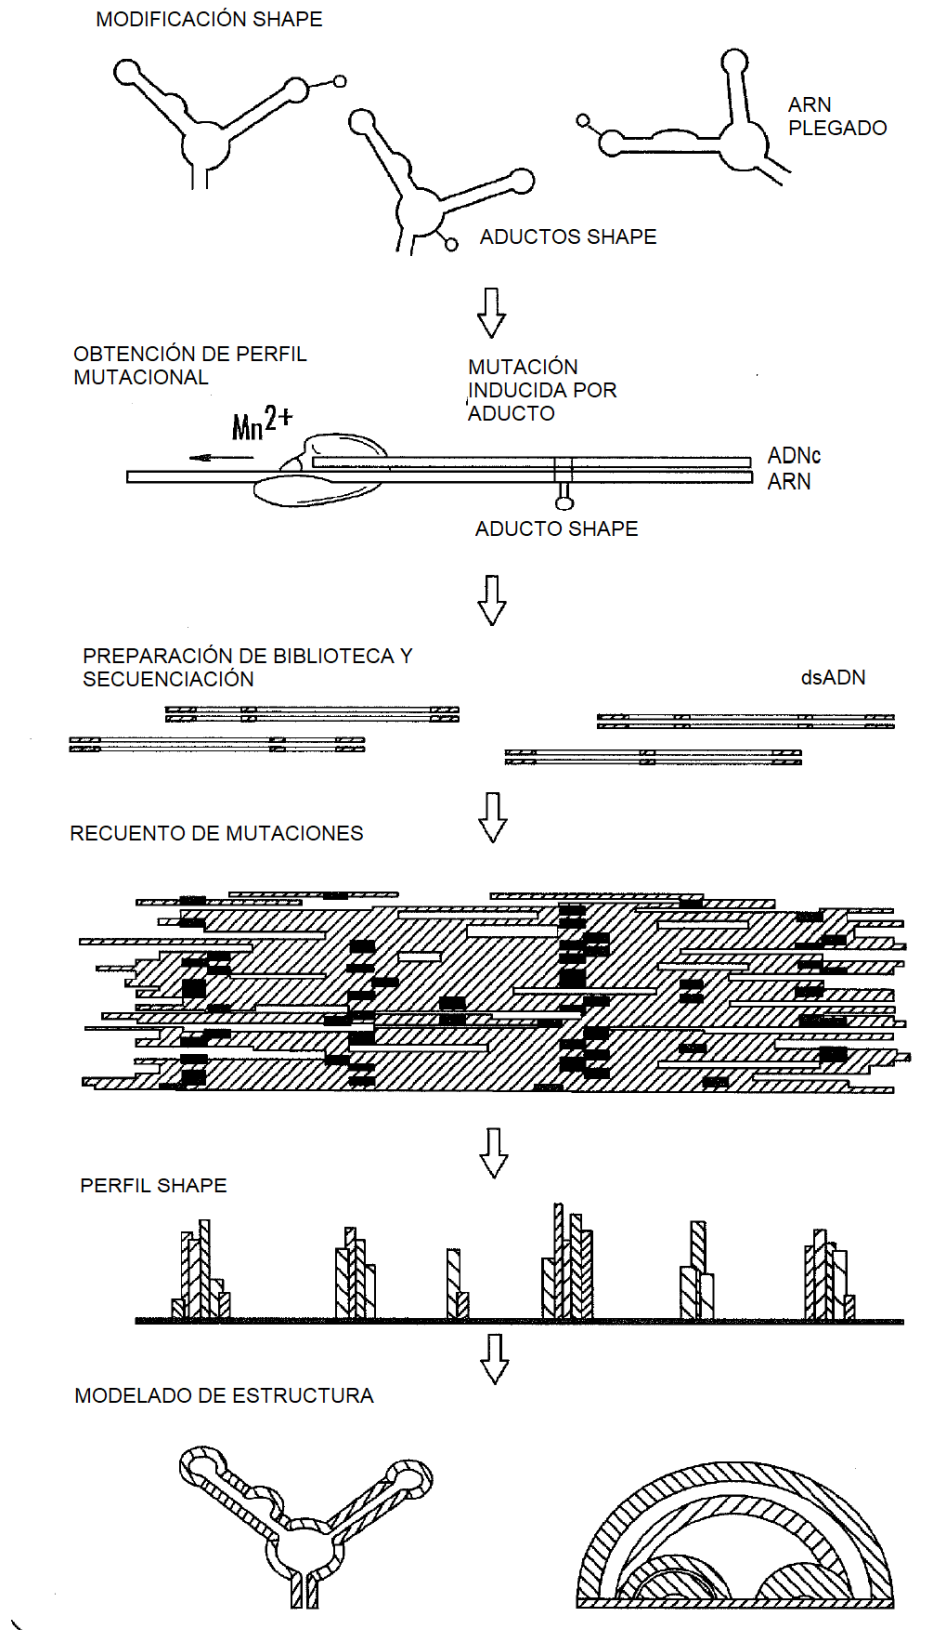 MODIFICACIÓN SHAPE
ARN
PLEGADO
ADUCTOS SHAPE
OBTENCIÓN DE PERFIL
MUTACIONAL
MUTACIÓN
INDUCIDA POR
ADUCTO
Mn2+
ADNc
ARN
ADUCTO SHAPE
PREPARACIÓN DE BIBLIOTECA Y
SECUENCIACIÓN
dsADN
RECUENTO DE MUTACIONES
PERFIL SHAPE
MODELADO DE ESTRUCTURA